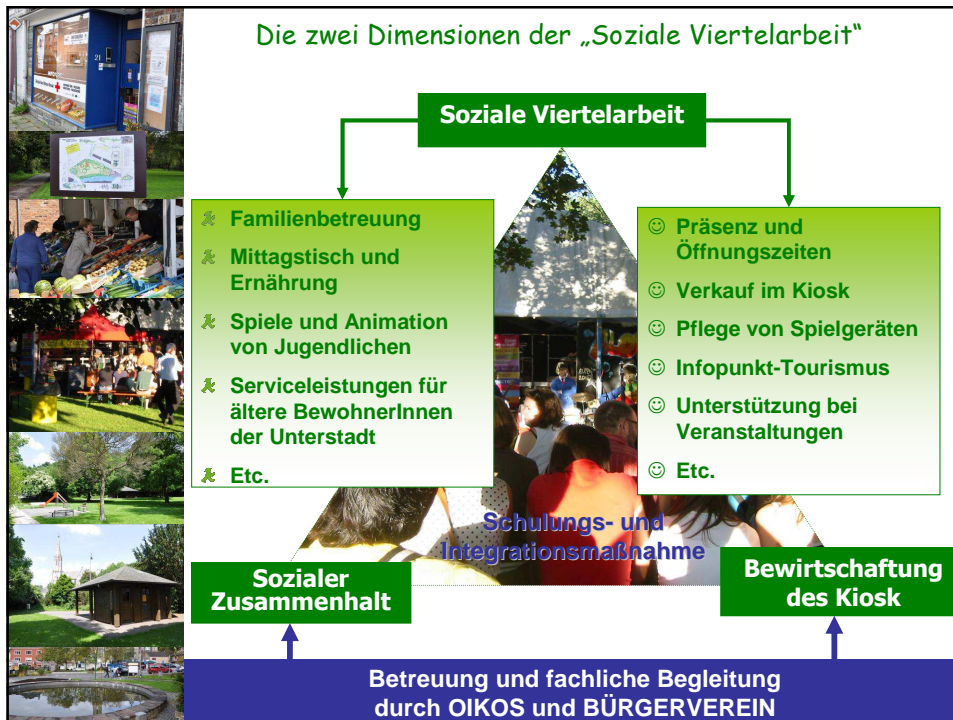 Die zwei Dimensionen der „Soziale Viertelarbeit“
Soziale Viertelarbeit
Familienbetreuung
Mittagstisch und
Ernährung
Spiele und Animation
von Jugendlichen
Serviceleistungen für
ältere BewohnerInnen
der Unterstadt
Etc.
Präsenz und
Öffnungszeiten
Verkauf im Kiosk
Pflege von Spielgeräten
Infopunkt-Tourismus
Unterstützung bei
Veranstaltungen
Etc.
Schulungs- und
Integrationsmaßnahme
Sozialer
Zusammenhalt
Bewirtschaftung
des Kiosk
Betreuung und fachliche Begleitung
durch OIKOS und BÜRGERVEREIN
21